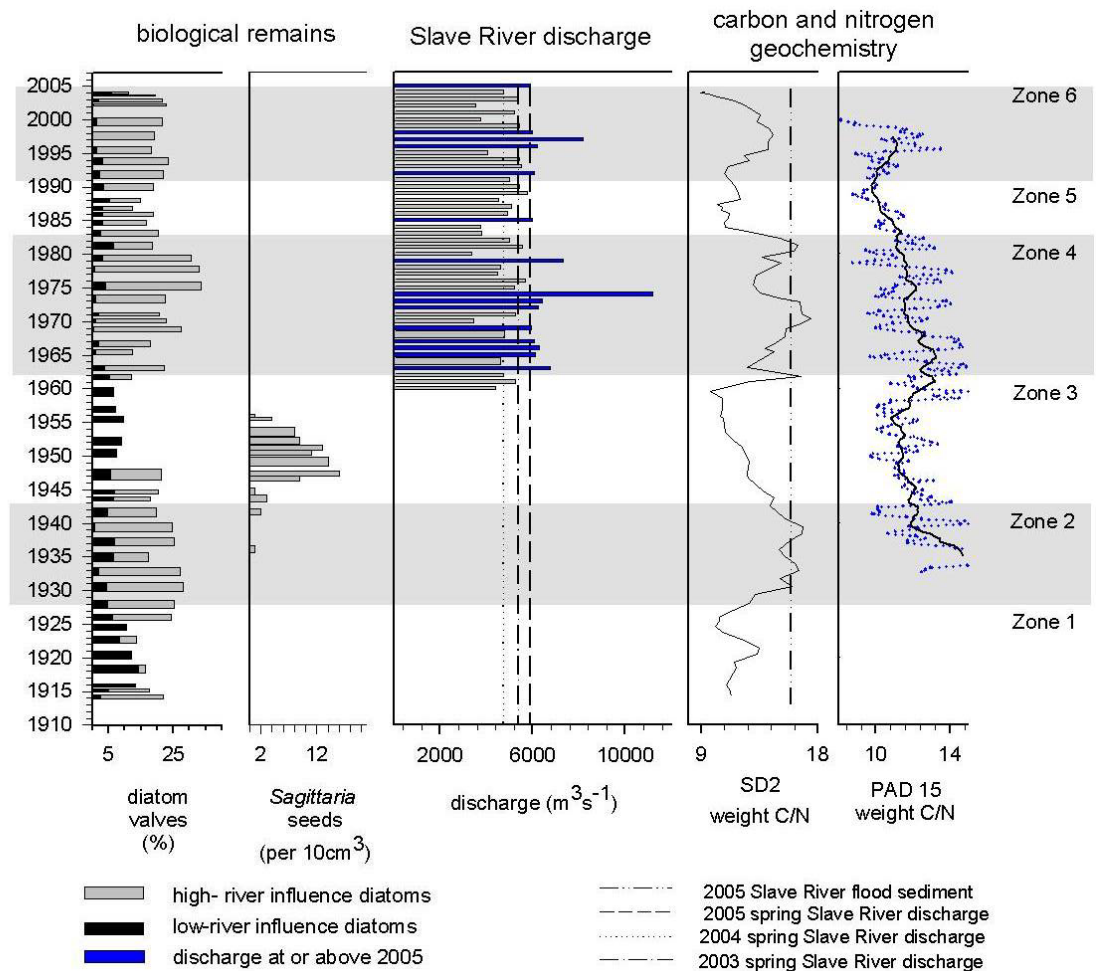 biological remains
Slave River discharge
carbon and nitrogen
geochemistry
2005
2000
1995
1990
1985
1980
1975
1970
1965
1960
1955
1950
1945
1940
1935
1930
1925
1920
1915
1910
Zone 6
Zone 5
Zone 4
Zone 3
Zone 2
Zone 1
5 25
2 12
2000 6000 10000
9 18
10 14
diatom
valves
(%)
Sagittaria
seeds
(per 10cm³)
discharge (m³s⁻¹)
SD2
weight C/N
PAD 15
weight C/N
high- river influence diatoms
low-river influence diatoms
discharge at or above 2005
2005 Slave River flood sediment
2005 spring Slave River discharge
2004 spring Slave River discharge
2003 spring Slave River discharge